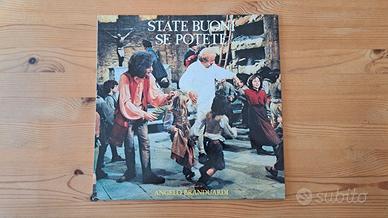 STATE BUONI
SE POTETE
ANGELO BRANDUARDI
subito